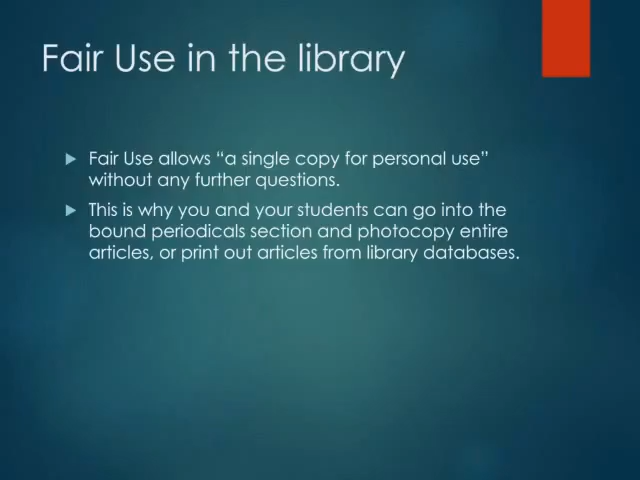 Fair Use in the library
Fair Use allows “a single copy for personal use”
without any further questions.
This is why you and your students can go into the
bound periodicals section and photocopy entire
articles, or print out articles from library databases.